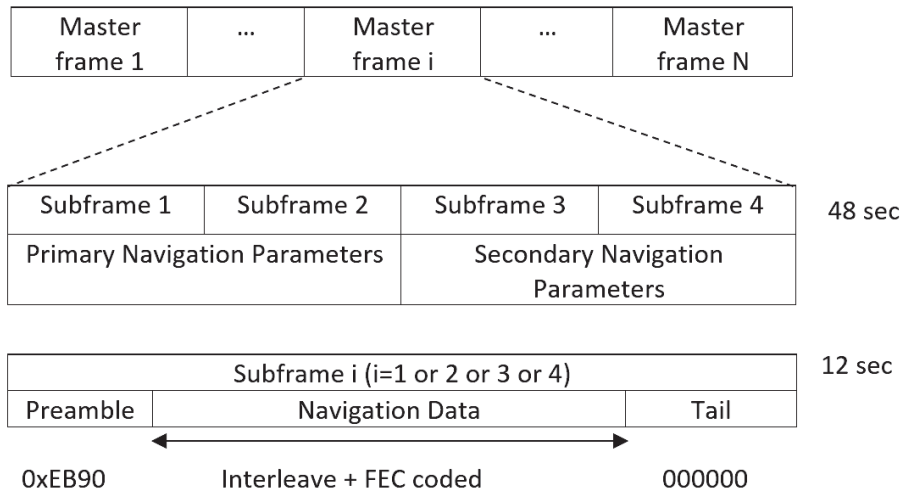 Master frame 1 ... Master frame i ... Master frame N
Subframe 1 Subframe 2 Subframe 3 Subframe 4 48 sec
Primary Navigation Parameters Secondary Navigation Parameters
Subframe i (i=1 or 2 or 3 or 4) 12 sec
Preamble Navigation Data Tail
0xEB90 Interleave + FEC coded 000000